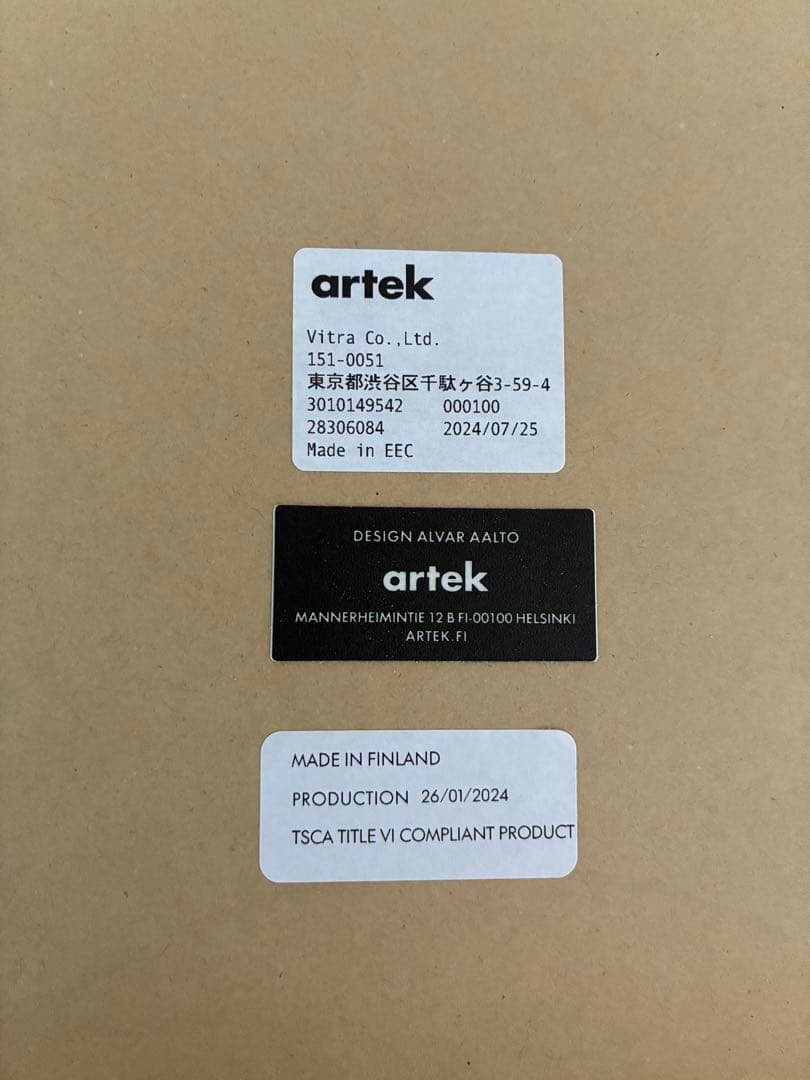 artek
Vitra Co.,Ltd.
151-0051
東京都渋谷区千駄ヶ谷3-59-4
3010149542 000100
28306084 2024/07/25
Made in EEC
DESIGN ALVAR AALTO
artek
MANNERHEIMINTIE 12 B FI-00100 HELSINKI
ARTEK.FI
MADE IN FINLAND
PRODUCTION 26/01/2024
TSCA TITLE VI COMPLIANT PRODUCT